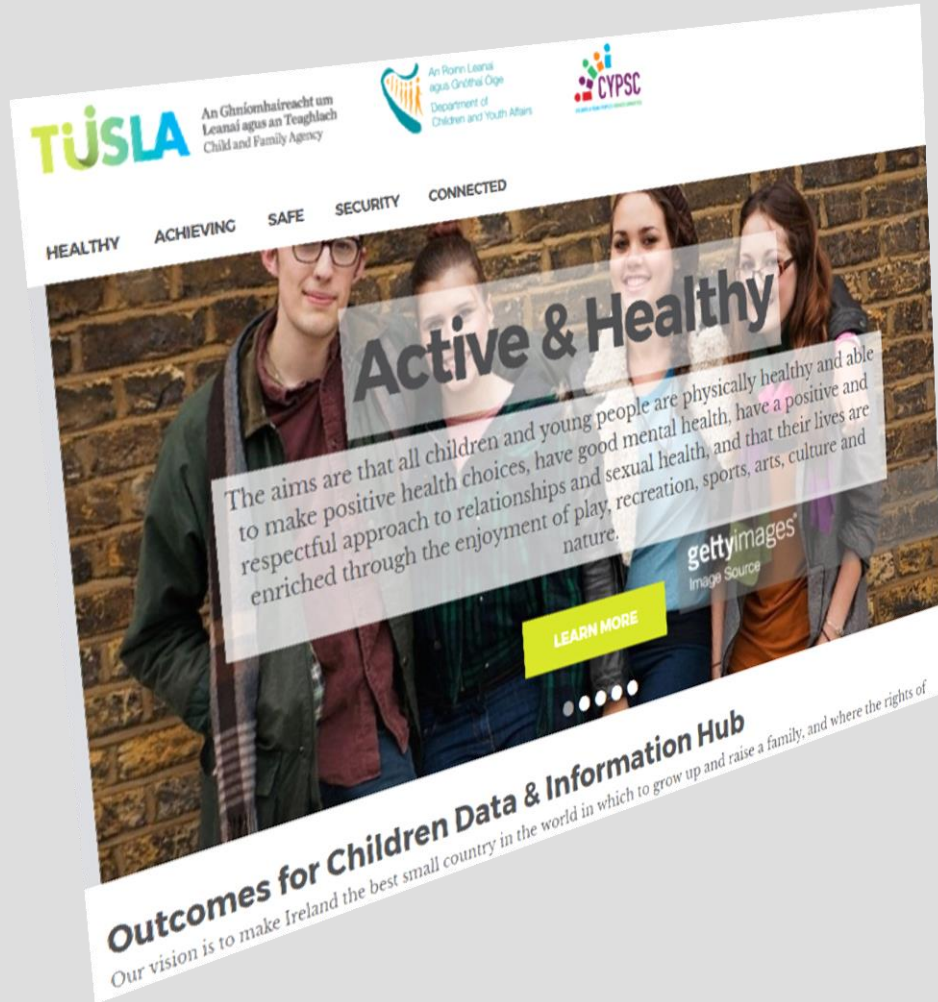 TUSLA
An Ghníomhaireacht um
Leanaí agus an Teaghlach
Child and Family Agency
An Roinn Leanaí
agus Gnóthaí Óige
Department of
Children and Youth Affairs
CYPSC
HEALTHY ACHIEVING SAFE SECURITY CONNECTED
Active & Healthy
The aims are that all children and young people are physically healthy and able
to make positive health choices, have good mental health, have a positive and
respectful approach to relationships and sexual health, and that their lives are
enriched through the enjoyment of play, recreation, sports, arts, culture and
nature.
gettyimages®
Image Source
LEARN MORE
Outcomes for Children Data & Information Hub
Our vision is to make Ireland the best small country in the world in which to grow up and raise a family, and where the rights of